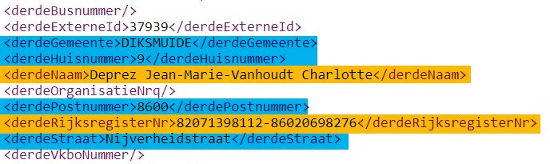 <derdeBusnummer/>
<derdeExterneId>37939</derdeExterneId>
<derdeGemeente>DIKSMUIDE</derdeGemeente>
<derdeHuisnummer>9</derdeHuisnummer>
<derdeNaam>Deprez Jean-Marie-Vanhoudt Charlotte</derdeNaam>
<derdeOrganisatieNrq/>
<derdePostnummer>8600</derdePostnummer>
<derdeRijksregisterNr>82071398112-86020698276</derdeRijksregisterNr>
<derdeStraat>Nijverheidstraat</derdeStraat>
<derdeVkboNummer/>